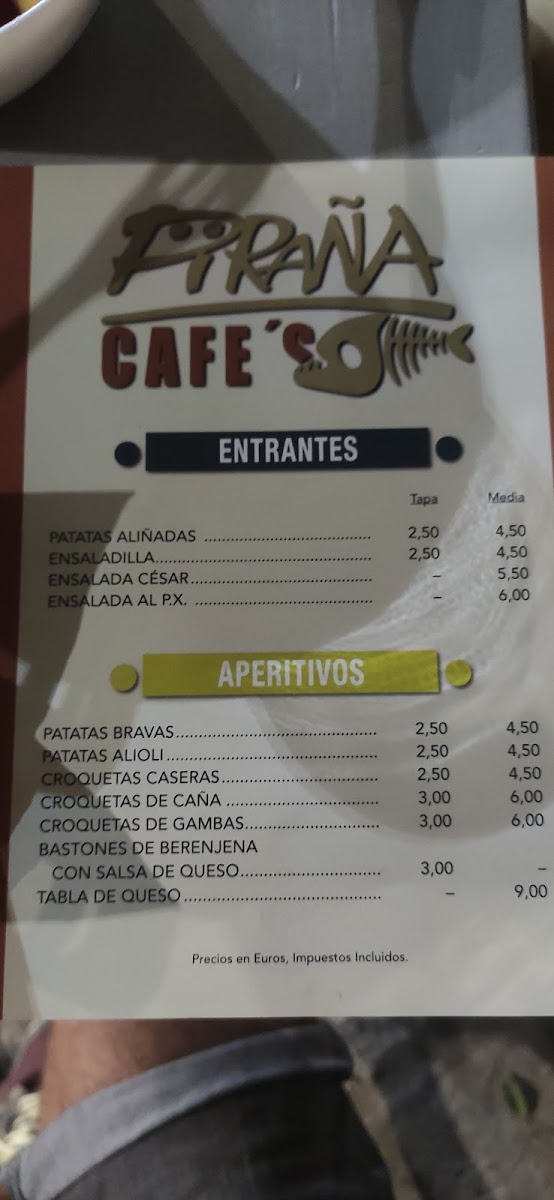 PiRAÑA
CAFE´S
ENTRANTES
Tapa Media
PATATAS ALIÑADAS ........................................ 2,50 4,50
ENSALADILLA.................................................... 2,50 4,50
ENSALADA CÉSAR............................................ – 5,50
ENSALADA AL P.X. ........................................... – 6,00
APERITIVOS
PATATAS BRAVAS................................................ 2,50 4,50
PATATAS ALIOLI.................................................. 2,50 4,50
CROQUETAS CASERAS...................................... 2,50 4,50
CROQUETAS DE CAÑA ..................................... 3,00 6,00
CROQUETAS DE GAMBAS................................. 3,00 6,00
BASTONES DE BERENJENA
CON SALSA DE QUESO.................................. 3,00 –
TABLA DE QUESO............................................... – 9,00
Precios en Euros, Impuestos Incluidos.